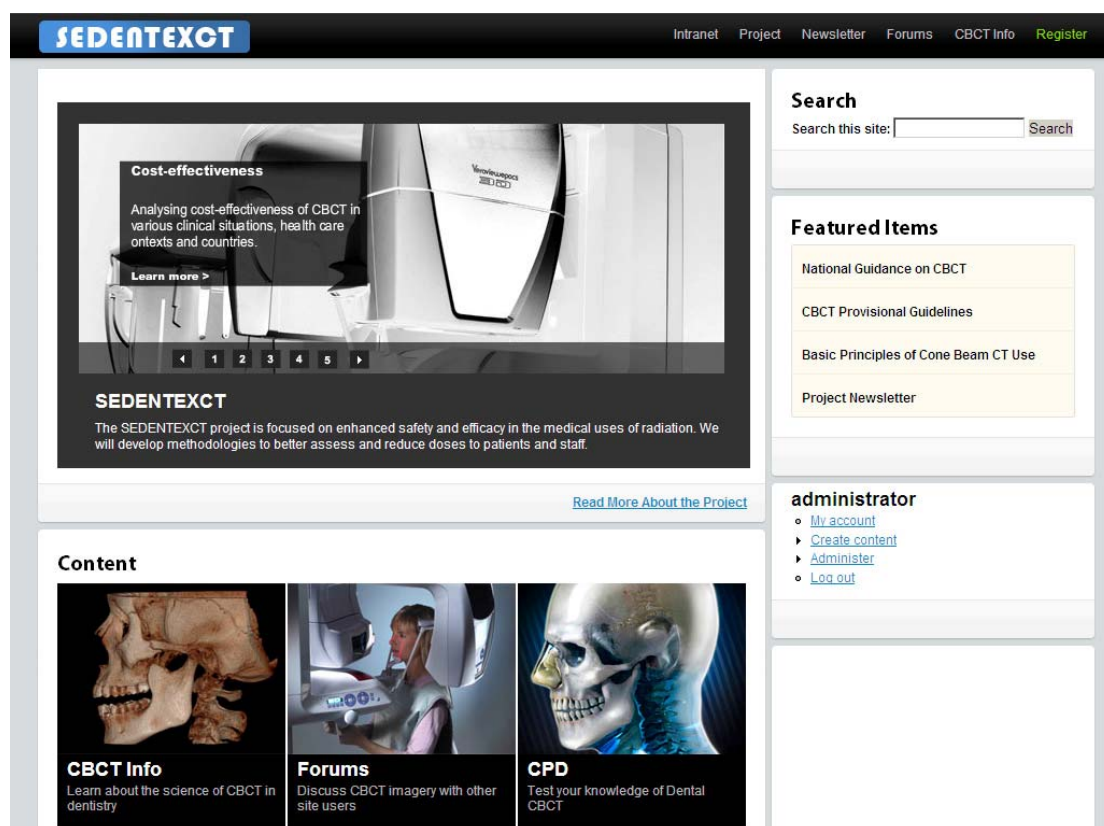 SEDENTEXCT
Intranet Project Newsletter Forums CBCT Info Register
Cost-effectiveness
Analysing cost-effectiveness of CBCT in
various clinical situations, health care
ontexts and countries.
Learn more >
Veraviewepocs
3D
1 2 3 4 5
SEDENTEXCT
The SEDENTEXCT project is focused on enhanced safety and efficacy in the medical uses of radiation. We
will develop methodologies to better assess and reduce doses to patients and staff.
Read More About the Project
Content
CBCT Info
Learn about the science of CBCT in
dentistry
Forums
Discuss CBCT imagery with other
site users
CPD
Test your knowledge of Dental
CBCT
Search
Search this site: Search
Featured Items
National Guidance on CBCT
CBCT Provisional Guidelines
Basic Principles of Cone Beam CT Use
Project Newsletter
administrator
My account
Create content
Administer
Log out